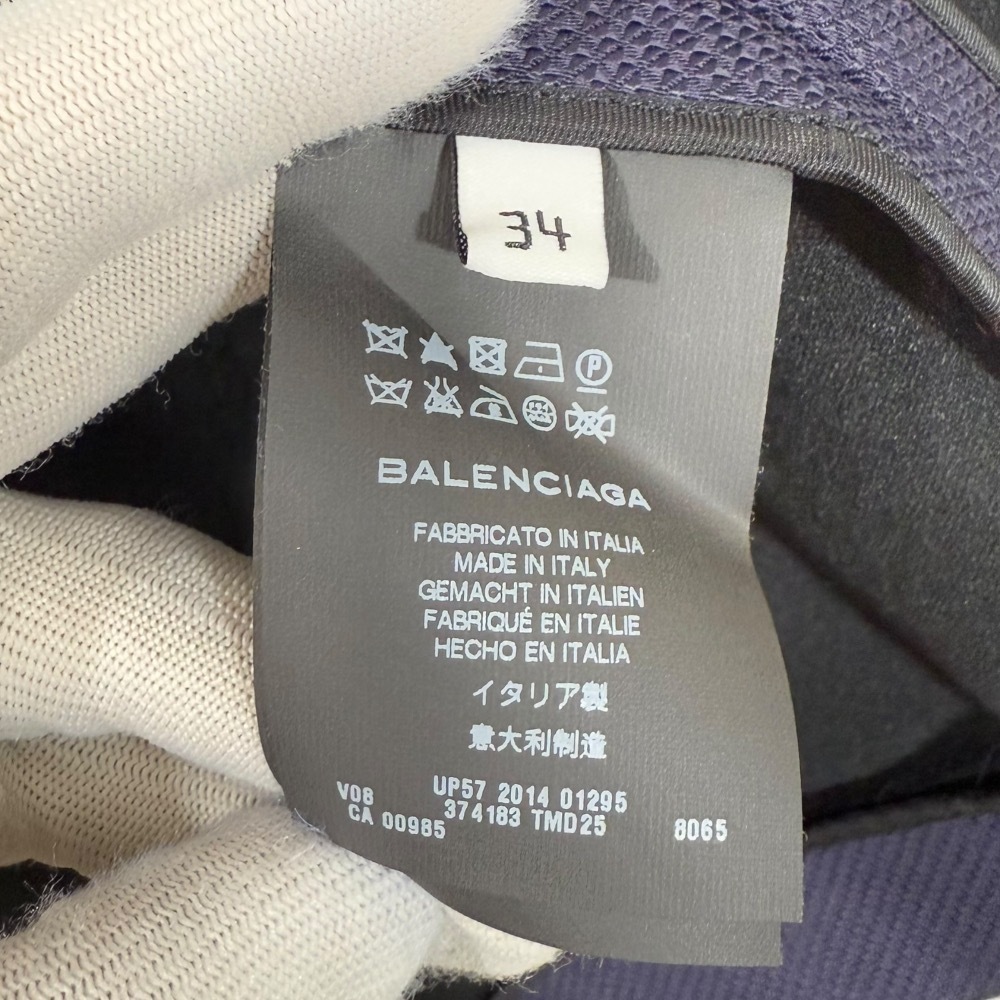 34
P
BALENCIAGA
FABBRICATO IN ITALIA
MADE IN ITALY
GEMACHT IN ITALIEN
FABRIQUÉ EN ITALIE
HECHO EN ITALIA
イタリア製
意大利制造
V08 UP57 2014 01295
CA 00985 374183 TMD25 8065